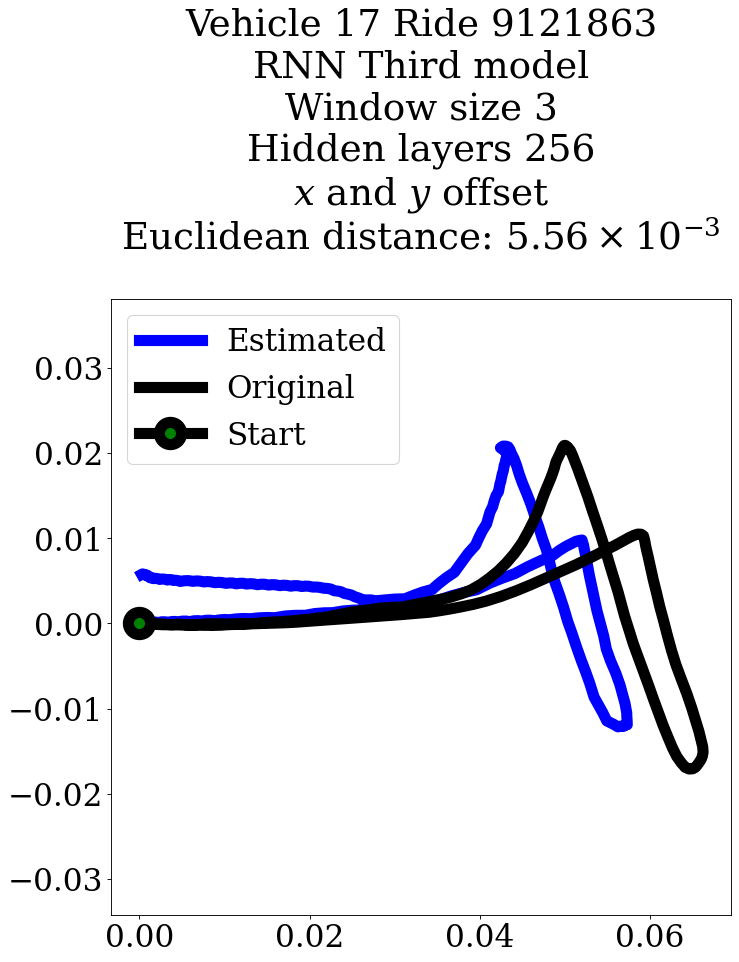 Vehicle 17 Ride 9121863
RNN Third model
Window size 3
Hidden layers 256
x and y offset
Euclidean distance: 5.56 × 10⁻³
Estimated
Original
Start
0.03
0.02
0.01
0.00
−0.01
−0.02
−0.03
0.00 0.02 0.04 0.06